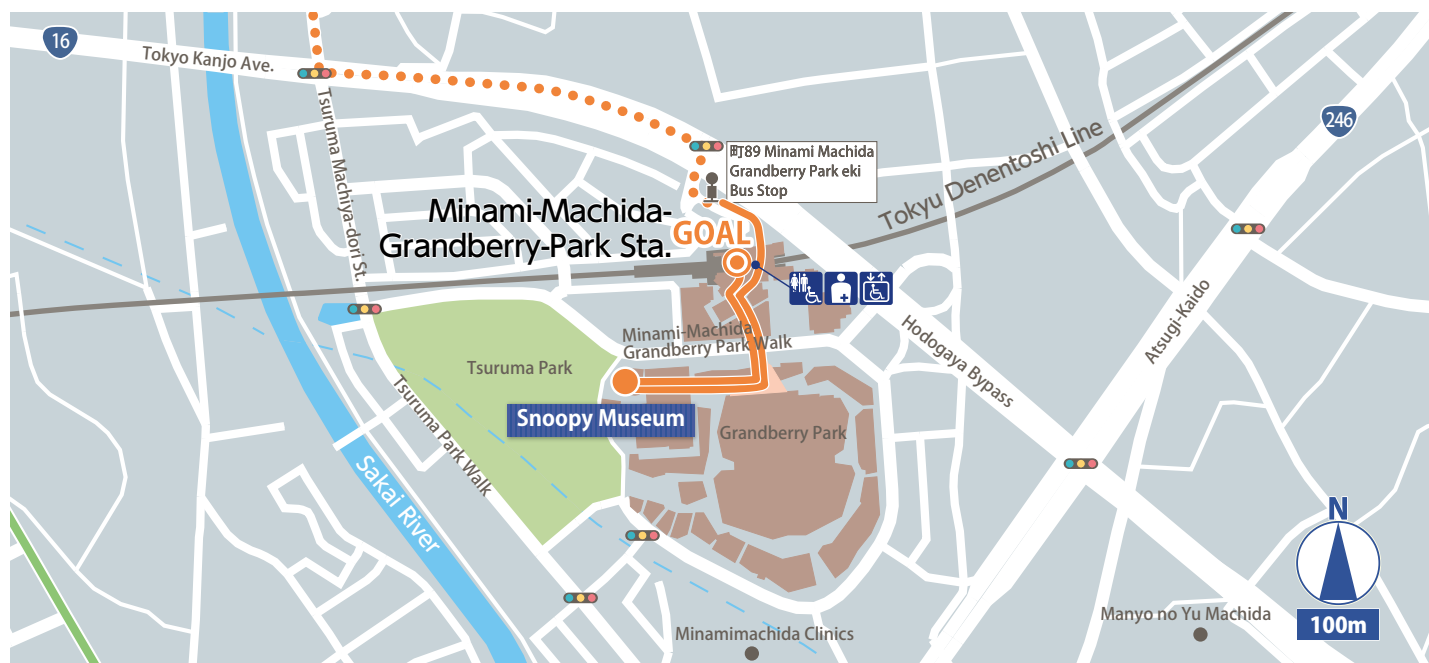 16
Tokyo Kanjo Ave.
Tsuruma Machiya-dori St.
町89 Minami Machida
Grandberry Park eki
Bus Stop
246
Tokyu Denentoshi Line
Minami-Machida-
Grandberry-Park Sta.
GOAL
Minami-Machida
Grandberry Park Walk
Tsuruma Park
Hodogaya Bypass
Atsugi-Kaido
Snoopy Museum
Grandberry Park
Tsuruma Park Walk
Sakai River
N
100m
Manyo no Yu Machida
Minamimachida Clinics